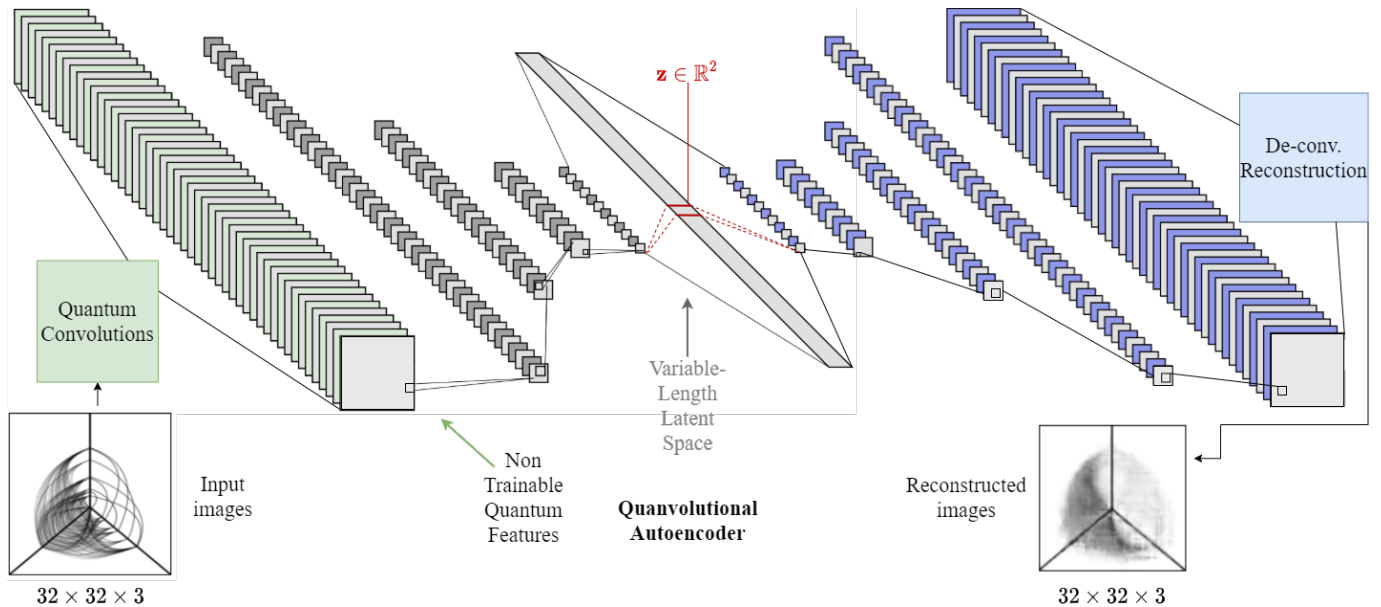 z ∈ ℝ²
De-conv.
Reconstruction
Quantum
Convolutions
Variable-
Length
Latent
Space
Input
images
Non
Trainable
Quantum
Features
Quanvolutional
Autoencoder
Reconstructed
images
32 × 32 × 3
32 × 32 × 3